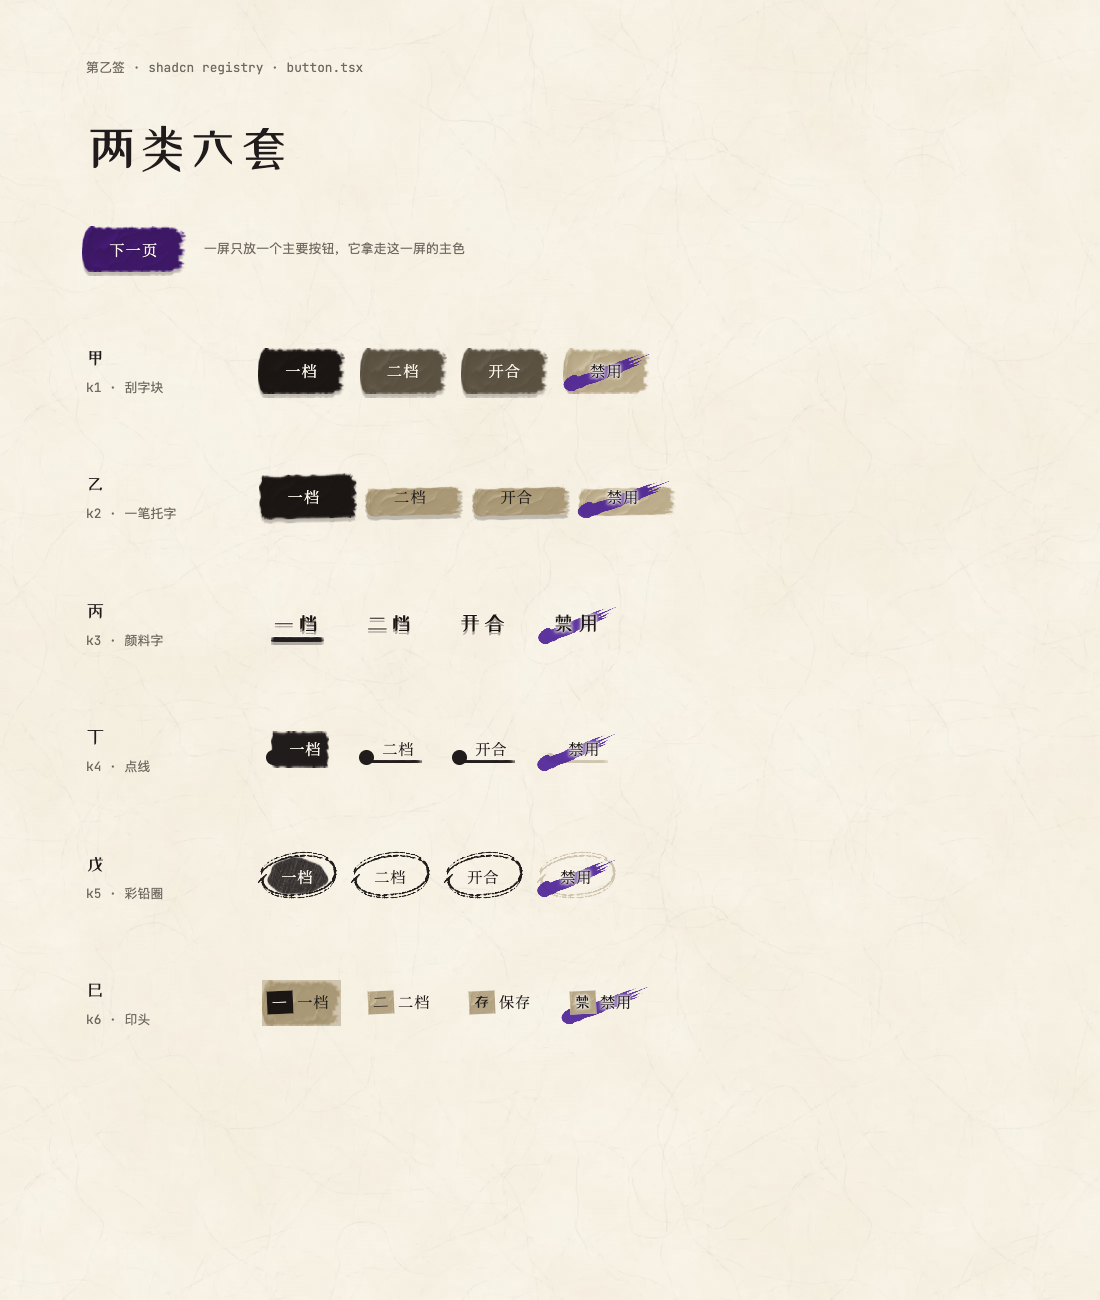 第乙签 · shadcn registry · button.tsx
两类六套
下一页 一屏只放一个主要按钮，它拿走这一屏的主色
甲 一档 二档 开合 禁用
k1 · 刮字块
乙 一档 二档 开合 禁用
k2 · 一笔托字
丙 一档 二档 开合 禁用
k3 · 颜料字
丁 一档 二档 开合 禁用
k4 · 点线
戊 一档 二档 开合 禁用
k5 · 彩铅圈
巳 一 一档 二 二档 存 保存 禁 禁用
k6 · 印头